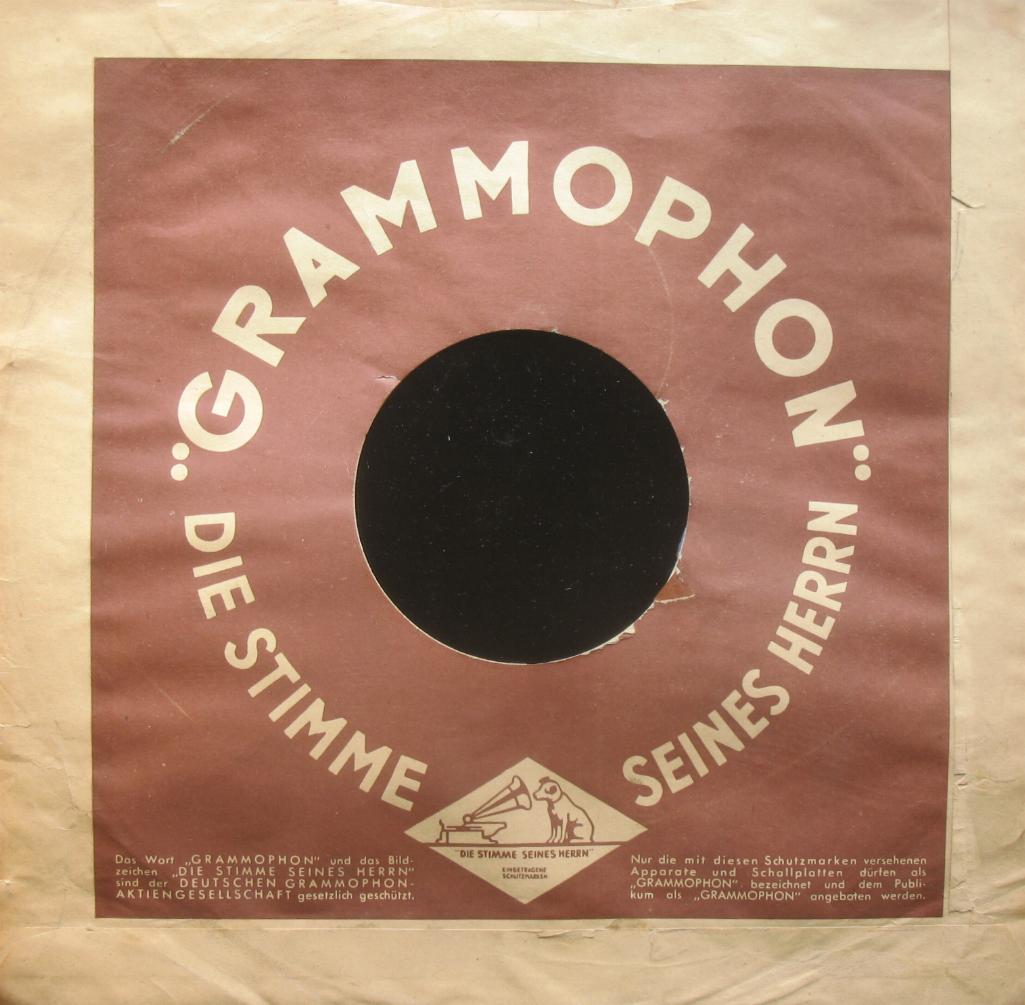 "GRAMMOPHON"
DIE STIMME SEINES HERRN
"DIE STIMME SEINES HERRN"
EINGETRAGENE
SCHUTZMARKEN
Das Wort „GRAMMOPHON" und das Bild-
zeichen „DIE STIMME SEINES HERRN"
sind der DEUTSCHEN GRAMMOPHON-
AKTIENGESELLSCHAFT gesetzlich geschützt.
Nur die mit diesen Schutzmarken versehenen
Apparate und Schallplatten dürfen als
„GRAMMOPHON" bezeichnet und dem Publi-
kum als „GRAMMOPHON" angeboten werden.